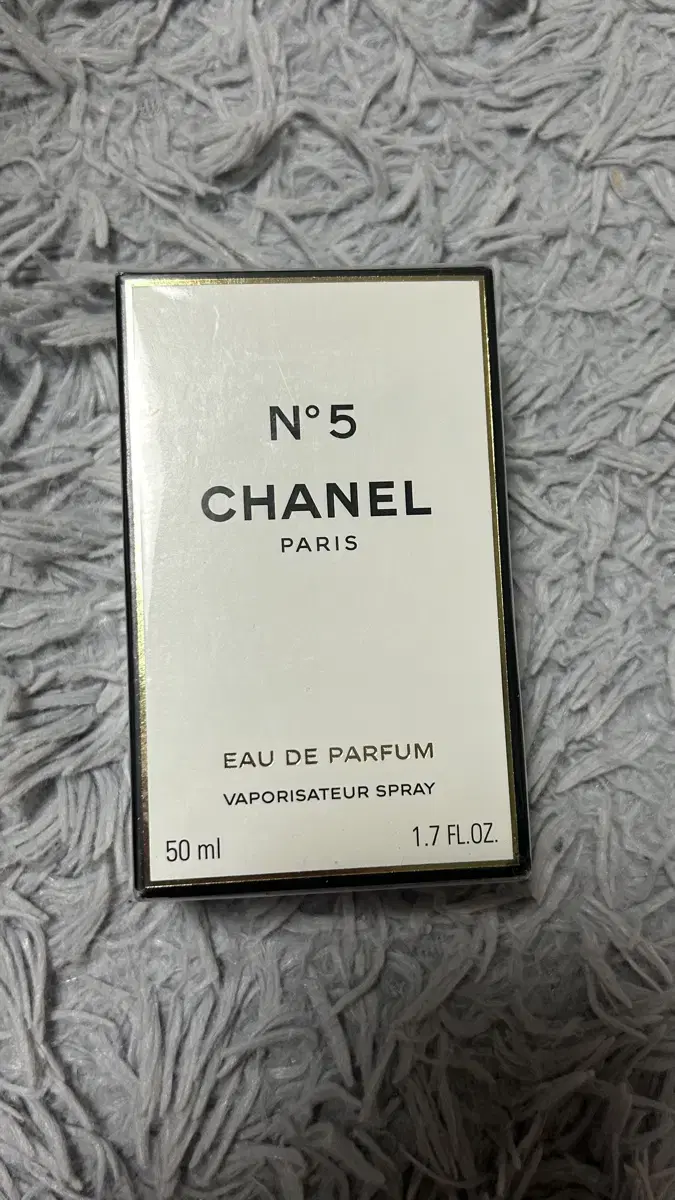 N°5
CHANEL
PARIS
EAU DE PARFUM
VAPORISATEUR SPRAY
50 ml
1.7 FL.OZ.